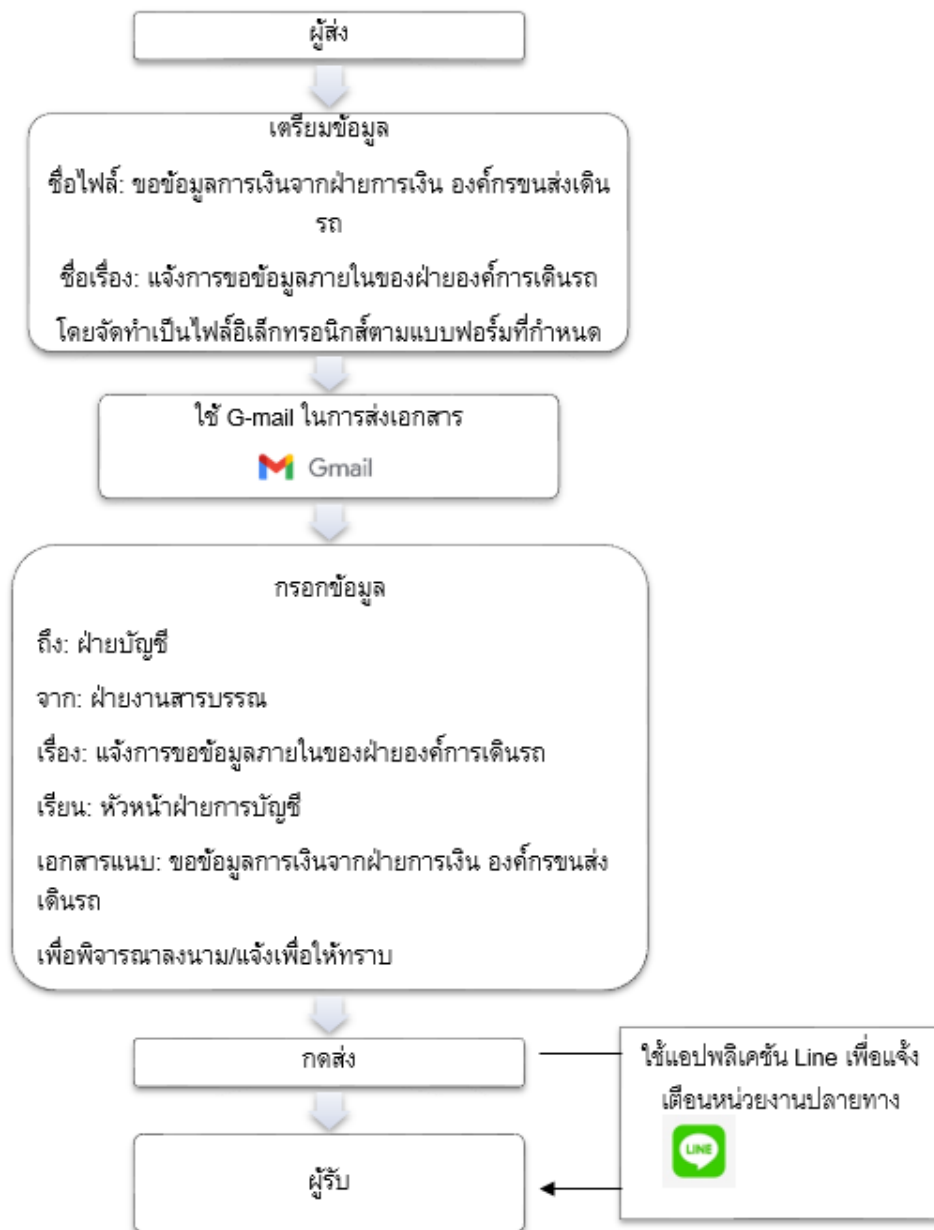 ผู้ส่ง
เตรียมข้อมูล
ชื่อไฟล์: ขอข้อมูลการเงินจากฝ่ายการเงิน องค์กรขนส่งเดิน
รถ
ชื่อเรื่อง: แจ้งการขอข้อมูลภายในของฝ่ายองค์การเดินรถ
โดยจัดทำเป็นไฟล์อิเล็กทรอนิกส์ตามแบบฟอร์มที่กำหนด
ใช้ G-mail ในการส่งเอกสาร
Gmail
กรอกข้อมูล
ถึง: ฝ่ายบัญชี
จาก: ฝ่ายงานสารบรรณ
เรื่อง: แจ้งการขอข้อมูลภายในของฝ่ายองค์การเดินรถ
เรียน: หัวหน้าฝ่ายการบัญชี
เอกสารแนบ: ขอข้อมูลการเงินจากฝ่ายการเงิน องค์กรขนส่ง
เดินรถ
เพื่อพิจารณาลงนาม/แจ้งเพื่อให้ทราบ
กดส่ง
ใช้แอปพลิเคชัน Line เพื่อแจ้ง
เตือนหน่วยงานปลายทาง
LINE
ผู้รับ